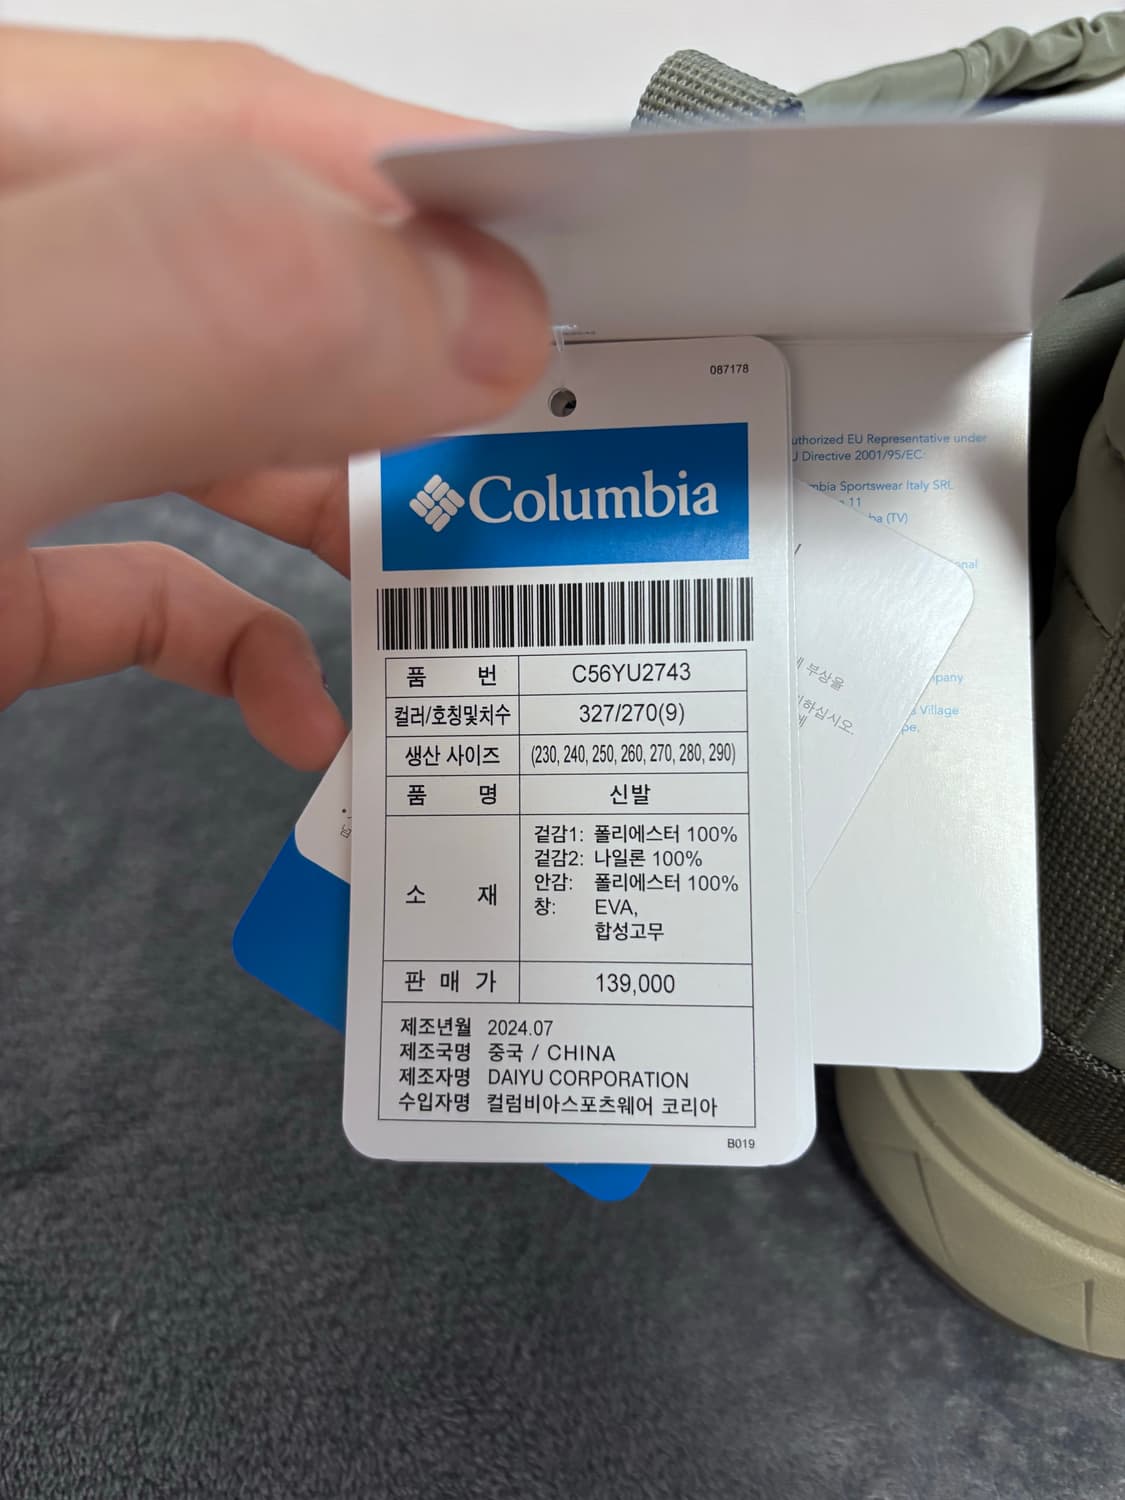 087178
Columbia
품 번 C56YU2743
컬러/호칭및치수 327/270(9)
생산 사이즈 (230, 240, 250, 260, 270, 280, 290)
품 명 신발
소 재
겉감1: 폴리에스터 100%
겉감2: 나일론 100%
안감: 폴리에스터 100%
창: EVA,
합성고무
판 매 가 139,000
제조년월 2024.07
제조국명 중국 / CHINA
제조자명 DAIYU CORPORATION
수입자명 컬럼비아스포츠웨어 코리아
B019
EU Representative under
Directive 2001/95/EC:
Sportswear Italy SRL
11
(TV)
부상을
Village